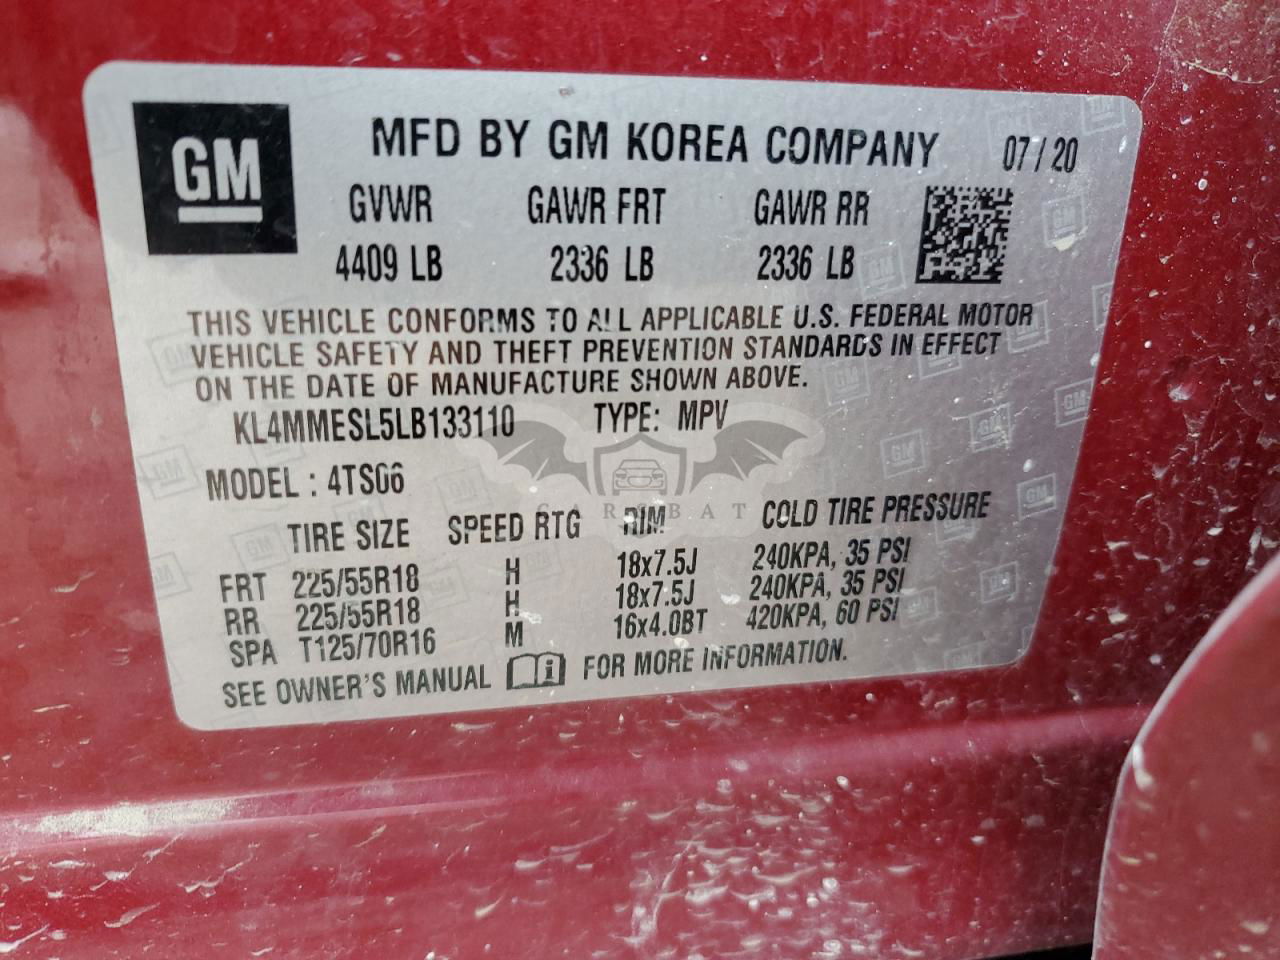 GM
MFD BY GM KOREA COMPANY 07/20
GVWR GAWR FRT GAWR RR
4409 LB 2336 LB 2336 LB
THIS VEHICLE CONFORMS TO ALL APPLICABLE U.S. FEDERAL MOTOR
VEHICLE SAFETY AND THEFT PREVENTION STANDARDS IN EFFECT
ON THE DATE OF MANUFACTURE SHOWN ABOVE.
KL4MMESL5LB133110 TYPE: MPV
MODEL : 4TS06
CARSBAT
TIRE SIZE SPEED RTG RIM COLD TIRE PRESSURE
FRT 225/55R18 H 18x7.5J 240KPA, 35 PSI
RR 225/55R18 H 18x7.5J 240KPA, 35 PSI
SPA T125/70R16 M 16x4.0BT 420KPA, 60 PSI
SEE OWNER'S MANUAL FOR MORE INFORMATION.